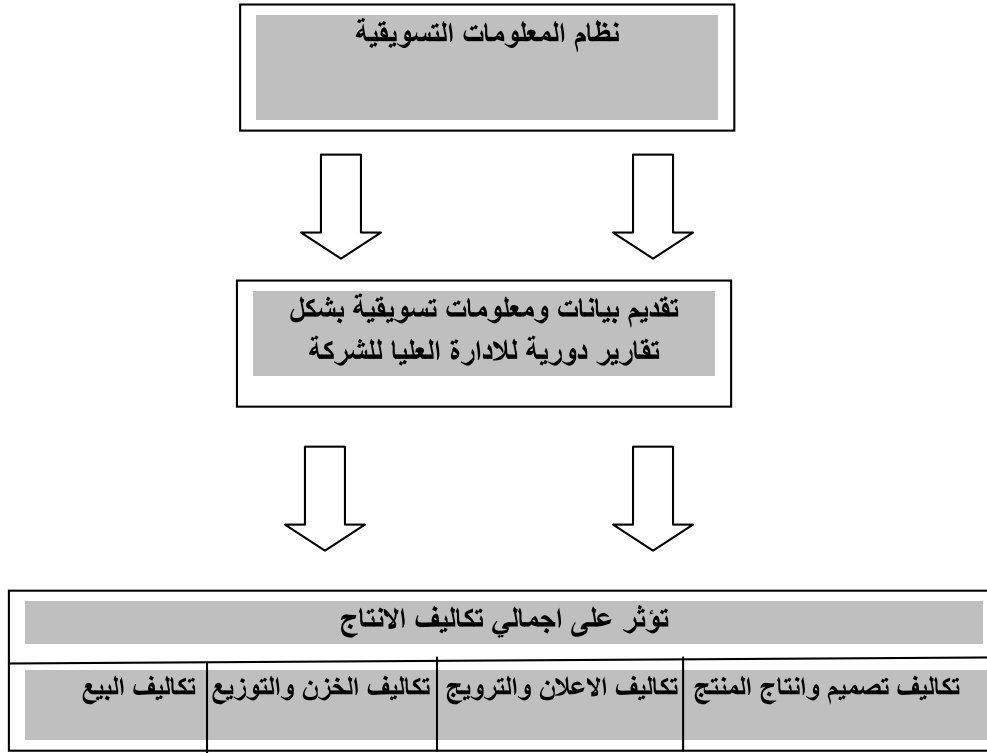 نظام المعلومات التسويقية
تقديم بيانات ومعلومات تسويقية بشكل
تقارير دورية للادارة العليا للشركة
تؤثر على اجمالي تكاليف الانتاج
تكاليف تصميم وانتاج المنتج
تكاليف الاعلان والترويج
تكاليف الخزن والتوزيع
تكاليف البيع